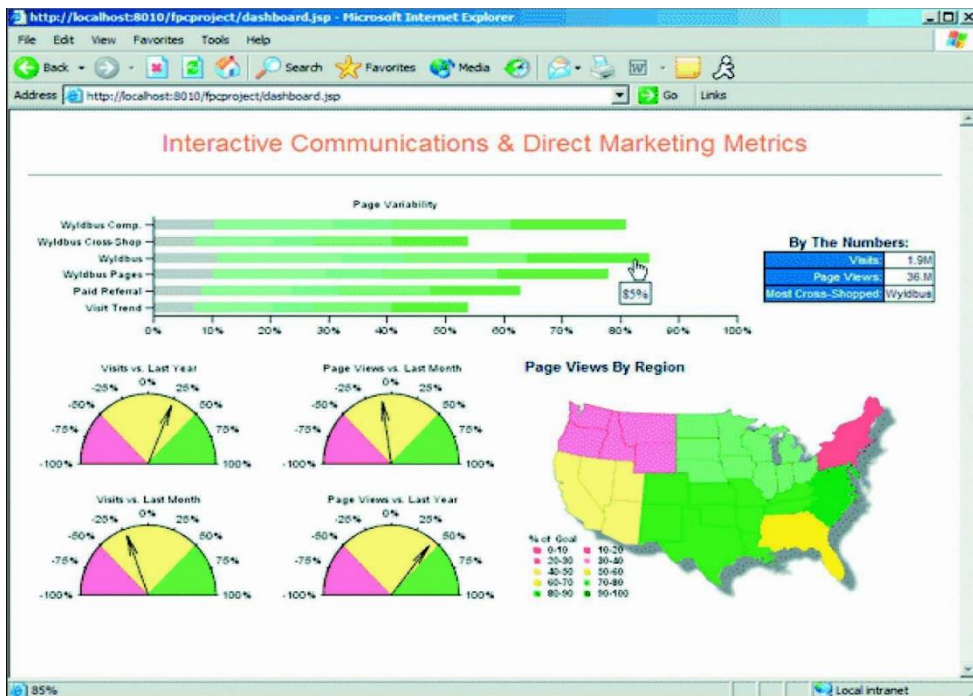 http://localhost:8010/fpcproject/dashboard.jsp - Microsoft Internet Explorer
File Edit View Favorites Tools Help
Back Search Favorites Media
Address http://localhost:8010/fpcproject/dashboard.jsp Go Links
Interactive Communications & Direct Marketing Metrics
Page Variability
Wyldbus Comp.
Wyldbus Cross-Shop
Wyldbus
Wyldbus Pages
Paid Referral
Visit Trend
85%
0% 10% 20% 30% 40% 50% 60% 70% 80% 90% 100%
By The Numbers:
Visits: 1.9M
Page Views: 36.M
Most Cross-Shopped: Wyldbus
Visits vs. Last Year
-100% -75% -50% -25% 0% 25% 50% 75% 100%
Page Views vs. Last Month
-100% -75% -50% -25% 0% 25% 50% 75% 100%
Page Views By Region
Visits vs. Last Month
-100% -75% -50% -25% 0% 25% 50% 75% 100%
Page Views vs. Last Year
-100% -75% -50% -25% 0% 25% 50% 75% 100%
% of Goal
0-10 10-20
20-30 30-40
40-50 50-60
60-70 70-80
80-90 90-100
85%
Local intranet